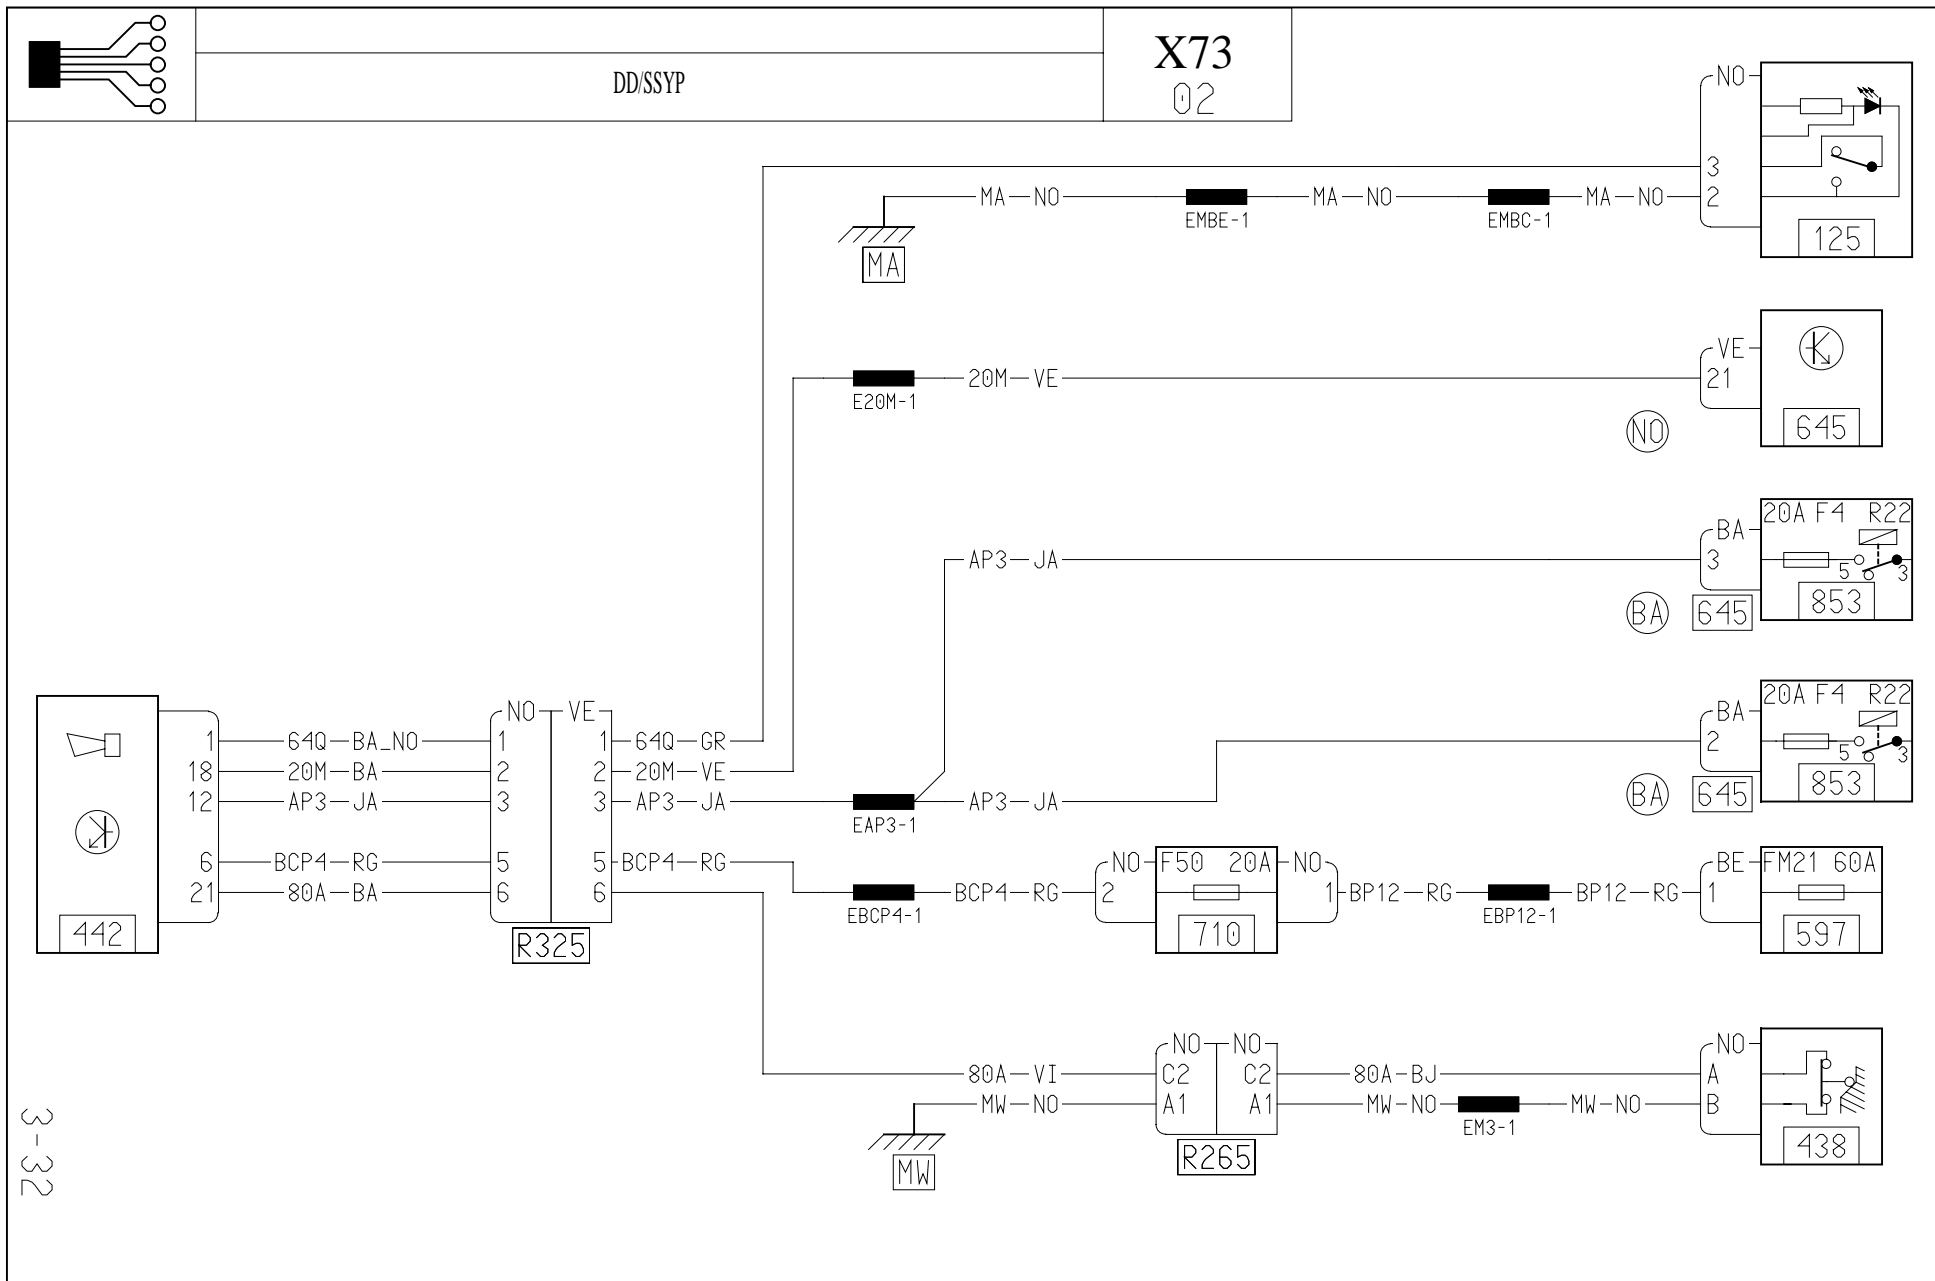 DD/SSYP
X73
02
NO
3
MA NO
EMBE-1
MA NO
EMBC-1
MA NO
2
125
MA
VE
E20M-1
20M VE
21
NO
645
20A F4 R22
BA
AP3 JA
3
5
3
853
BA
645
20A F4 R22
BA
2
5
3
853
BA
645
NO VE
1
64Q BA_NO
1
1
64Q GR
18
20M BA
2
2
20M VE
12
AP3 JA
3
3
AP3 JA
EAP3-1
AP3 JA
6
BCP4 RG
5
5
BCP4 RG
21
80A BA
6
6
442
R325
NO
F50 20A
NO
BE
FM21 60A
EBCP4-1
BCP4 RG
2
1
BP12 RG
EBP12-1
BP12 RG
1
710
597
NO NO
NO
80A VI
C2
C2
80A BJ
A
MW NO
A1
A1
MW NO
EM3-1
MW NO
B
R265
438
MW
3-32